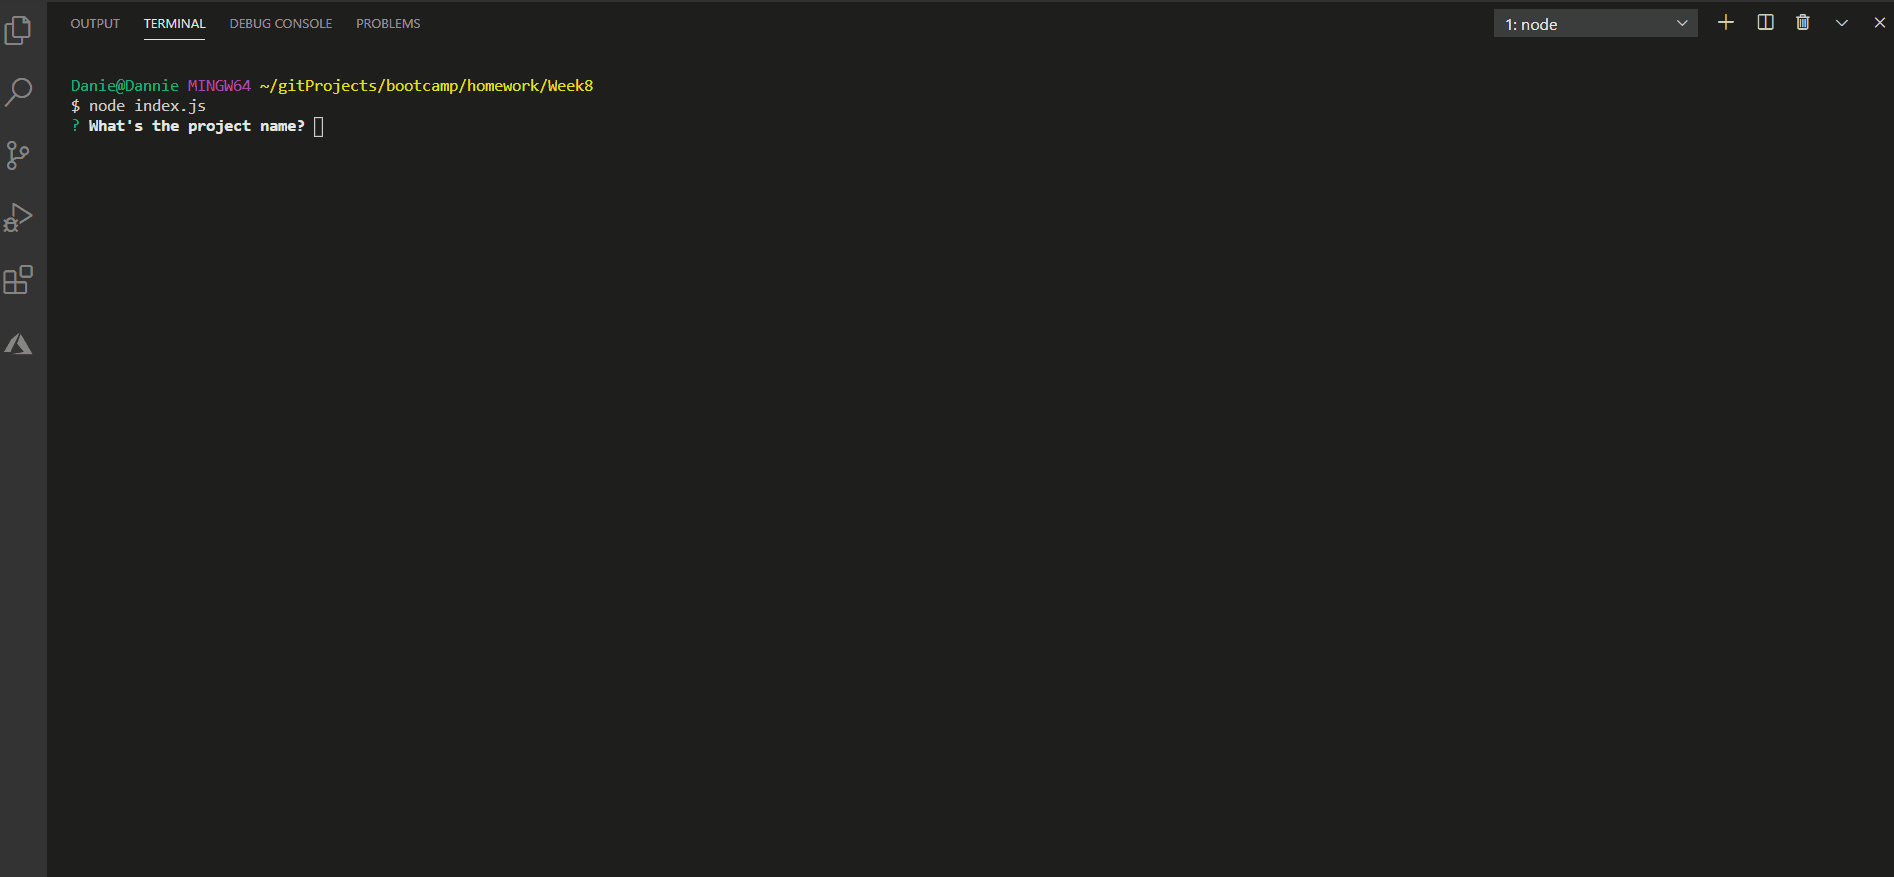 OUTPUT TERMINAL DEBUG CONSOLE PROBLEMS 1: node
Danie@Dannie MINGW64 ~/gitProjects/bootcamp/homework/Week8
$ node index.js
? What's the project name?